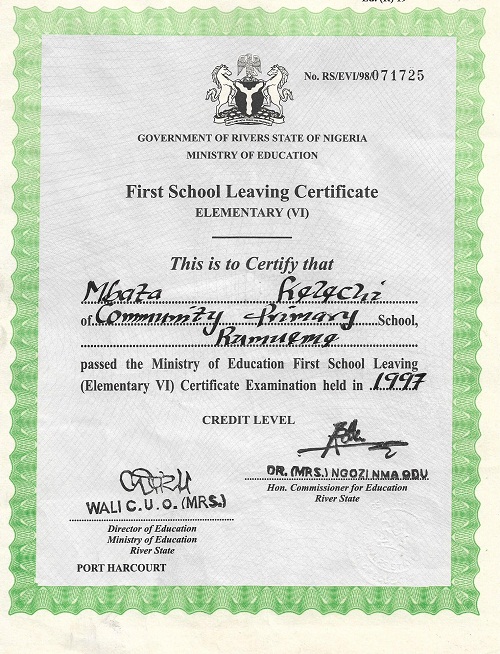 No. RS/EVI/98/071725
GOVERNMENT OF RIVERS STATE OF NIGERIA
MINISTRY OF EDUCATION
First School Leaving Certificate
ELEMENTARY (VI)
This is to Certify that
Mbata Kelechi
of Community Primary School,
Rumueme
passed the Ministry of Education First School Leaving
(Elementary VI) Certificate Examination held in 1997
CREDIT LEVEL
DR. (MRS.) NGOZI NMA ODU
Hon. Commissioner for Education
River State
WALI C.U.O. (MRS.)
Director of Education
Ministry of Education
River State
PORT HARCOURT